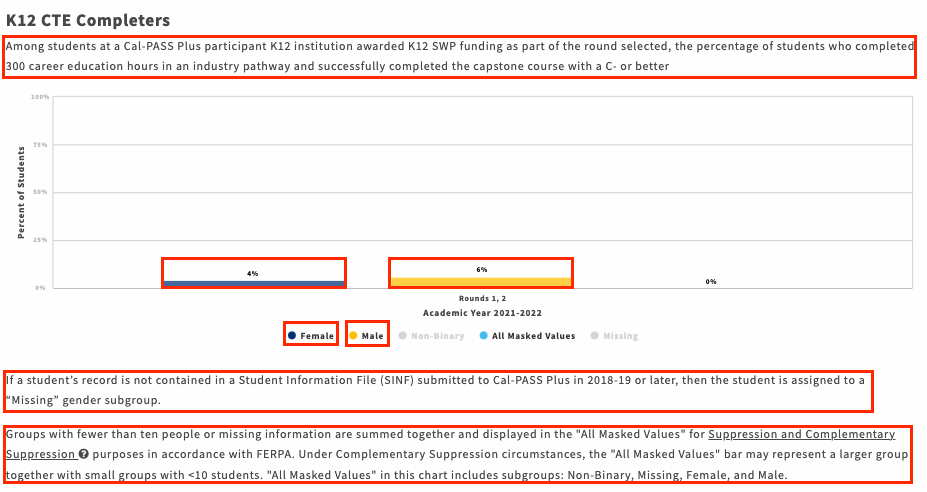 K12 CTE Completers
Among students at a Cal-PASS Plus participant K12 institution awarded K12 SWP funding as part of the round selected, the percentage of students who completed
300 career education hours in an industry pathway and successfully completed the capstone course with a C- or better
100%
75%
50%
25%
0%
Percent of Students
4%
6%
0%
Rounds 1, 2
Academic Year 2021-2022
Female Male Non-Binary All Masked Values Missing
If a student's record is not contained in a Student Information File (SINF) submitted to Cal-PASS Plus in 2018-19 or later, then the student is assigned to a
“Missing” gender subgroup.
Groups with fewer than ten people or missing information are summed together and displayed in the "All Masked Values" for Suppression and Complementary
Suppression ? purposes in accordance with FERPA. Under Complementary Suppression circumstances, the "All Masked Values" bar may represent a larger group
together with small groups with <10 students. "All Masked Values" in this chart includes subgroups: Non-Binary, Missing, Female, and Male.